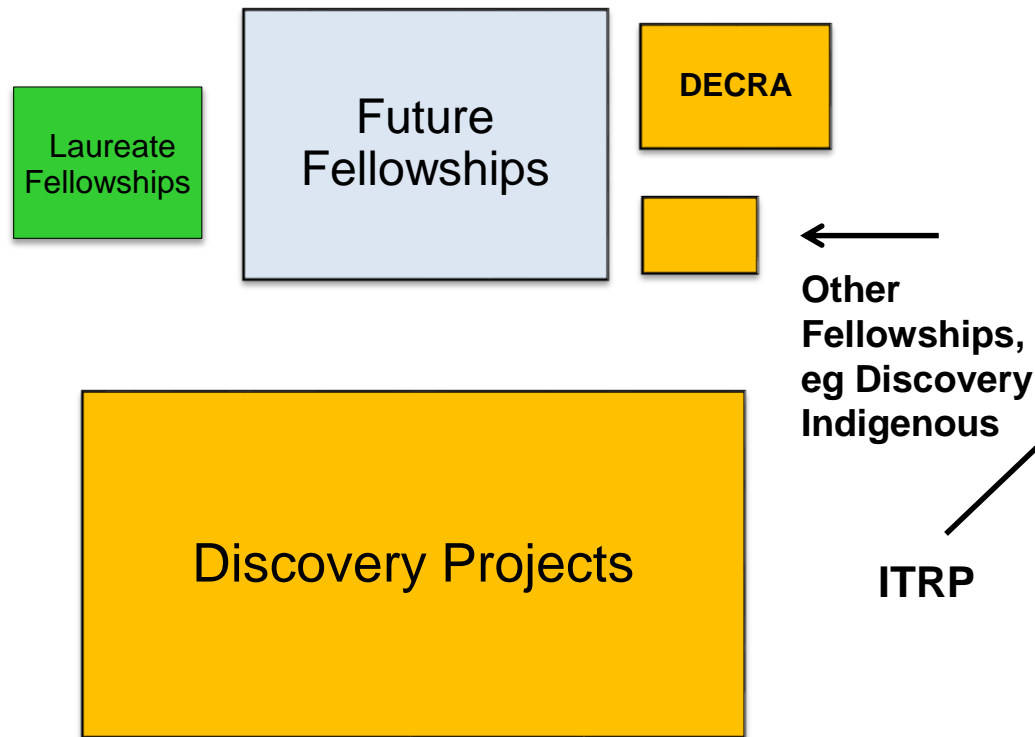 Laureate
Fellowships
Future
Fellowships
DECRA
Other
Fellowships,
eg Discovery
Indigenous
Discovery Projects
ITRP